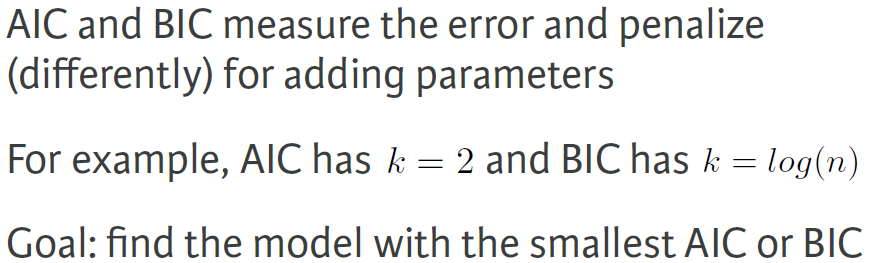 AIC and BIC measure the error and penalize
(differently) for adding parameters
For example, AIC has k = 2 and BIC has k = log(n)
Goal: find the model with the smallest AIC or BIC